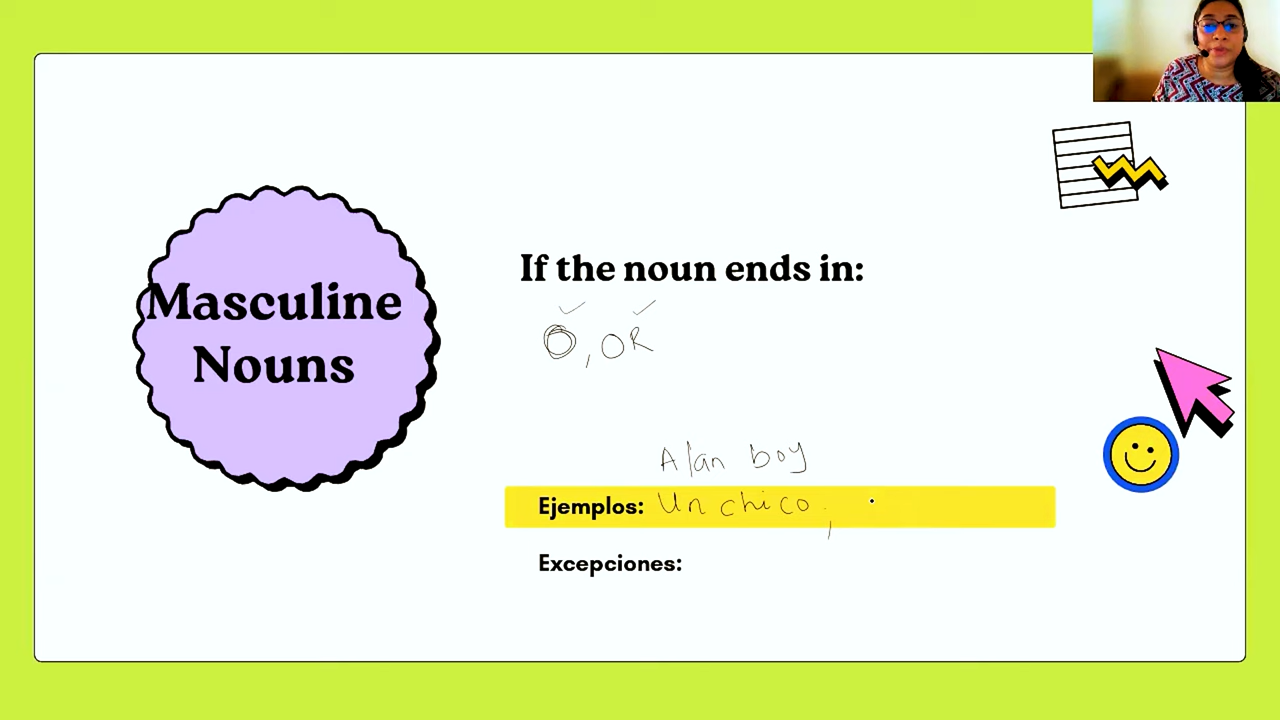 Masculine
Nouns
If the noun ends in:
O, OR
A/an boy
Ejemplos: Un chico,
Excepciones: